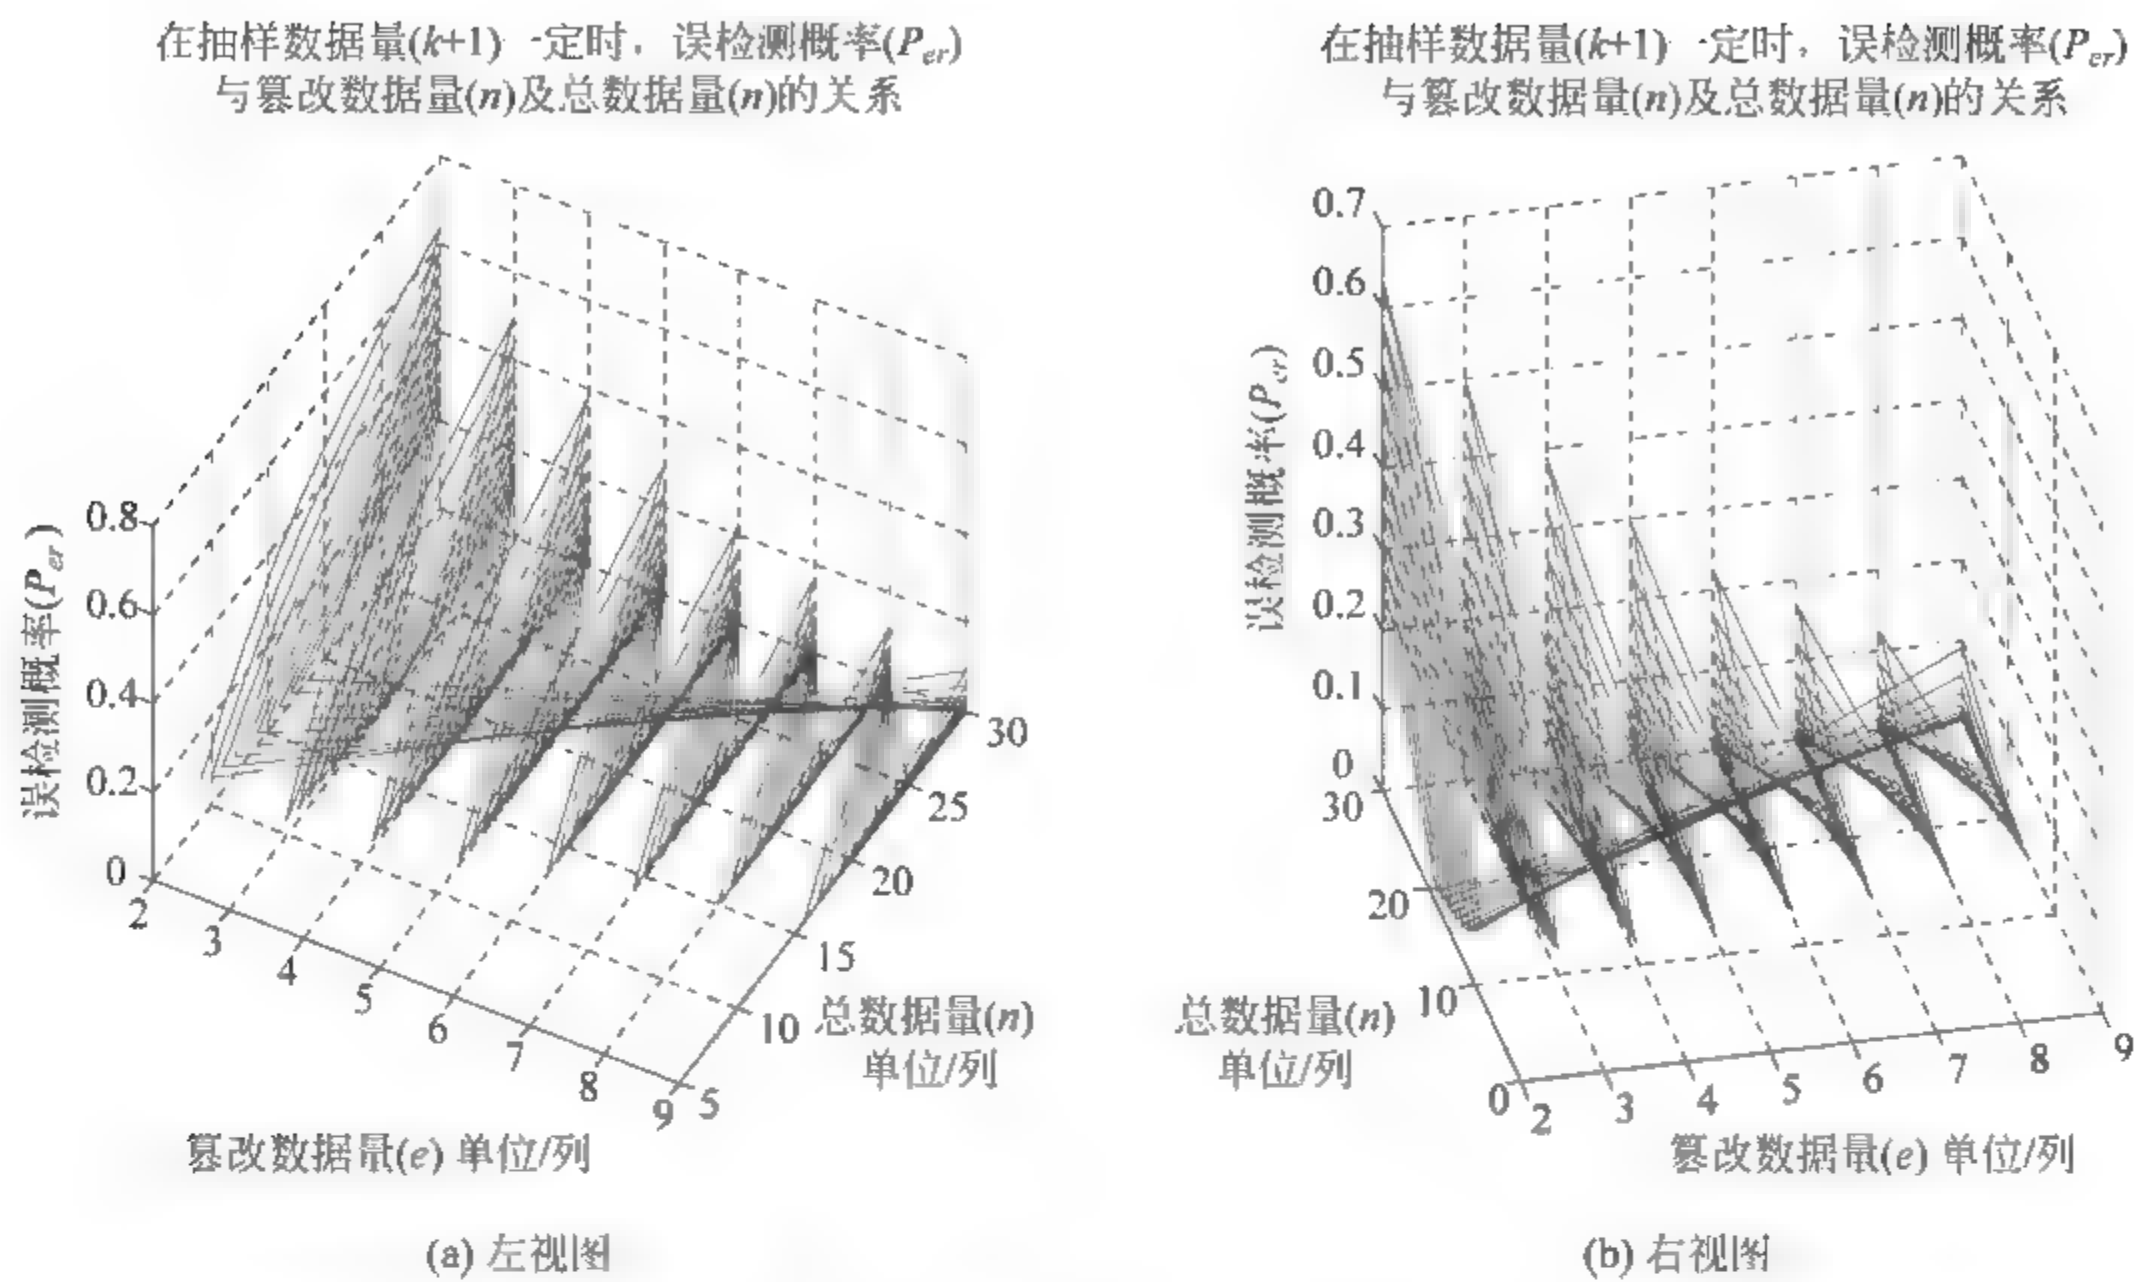 在抽样数据量(k+1)一定时，误检测概率(Per)
与篡改数据量(n)及总数据量(n)的关系
0.8
0.6
0.4
0.2
0
误检测概率(Per)
2
3
4
5
6
7
8
9
5
10
15
20
25
30
总数据量(n)
单位/列
篡改数据量(e) 单位/列
(a) 左视图
在抽样数据量(k+1)一定时，误检测概率(Per)
与篡改数据量(n)及总数据量(n)的关系
0.7
0.6
0.5
0.4
0.3
0.2
0.1
0
误检测概率(Per)
30
20
10
0
总数据量(n)
单位/列
2
3
4
5
6
7
8
9
篡改数据量(e) 单位/列
(b) 右视图